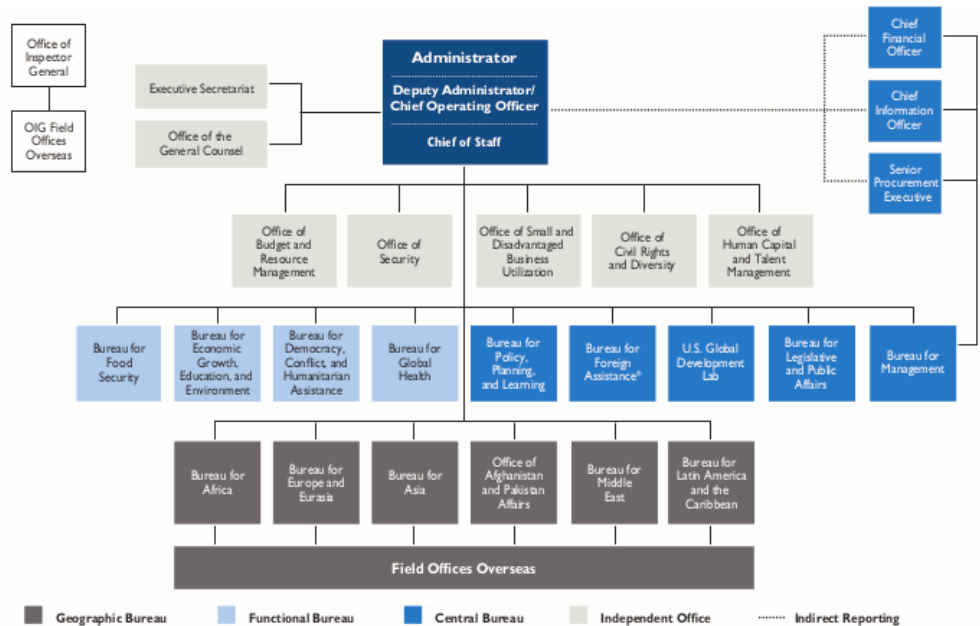 Office of
Inspector
General
OIG Field
Offices
Overseas
Executive Secretariat
Office of the
General Counsel
Administrator
Deputy Administrator/
Chief Operating Officer
Chief of Staff
Chief
Financial
Officer
Chief
Information
Officer
Senior
Procurement
Executive
Office of
Budget and
Resource
Management
Office of
Security
Office of Small and
Disadvantaged
Business
Utilization
Office of
Civil Rights
and Diversity
Office of
Human Capital
and Talent
Management
Bureau for
Food
Security
Bureau for
Economic
Growth,
Education, and
Environment
Bureau for
Democracy,
Conflict, and
Humanitarian
Assistance
Bureau for
Global
Health
Bureau for
Policy,
Planning,
and Learning
Bureau for
Foreign
Assistance*
U.S. Global
Development
Lab
Bureau for
Legislative
and Public
Affairs
Bureau for
Management
Bureau for
Africa
Bureau for
Europe and
Eurasia
Bureau for
Asia
Office of
Afghanistan
and Pakistan
Affairs
Bureau for
Middle
East
Bureau for
Latin America
and the
Caribbean
Field Offices Overseas
Geographic Bureau
Functional Bureau
Central Bureau
Independent Office
Indirect Reporting